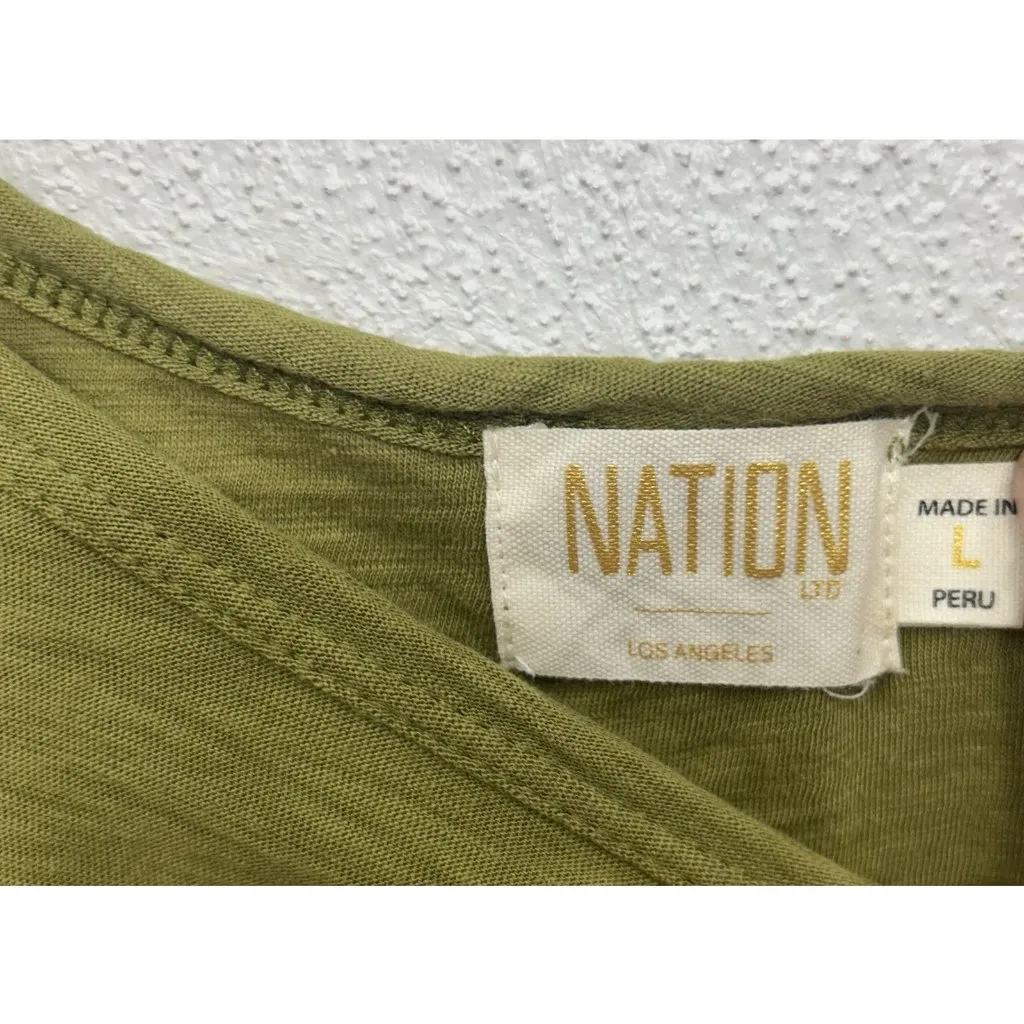 NATION
LTD
LOS ANGELES
MADE IN
L
PERU